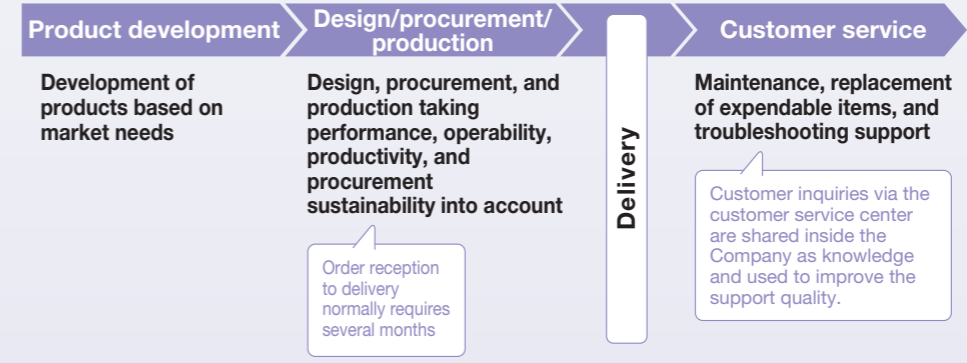 Product development
Design/procurement/
production
Customer service
Development of
products based on
market needs
Design, procurement, and
production taking
performance, operability,
productivity, and
procurement
sustainability into account
Order reception
to delivery
normally requires
several months
Delivery
Maintenance, replacement
of expendable items, and
troubleshooting support
Customer inquiries via the
customer service center
are shared inside the
Company as knowledge
and used to improve the
support quality.